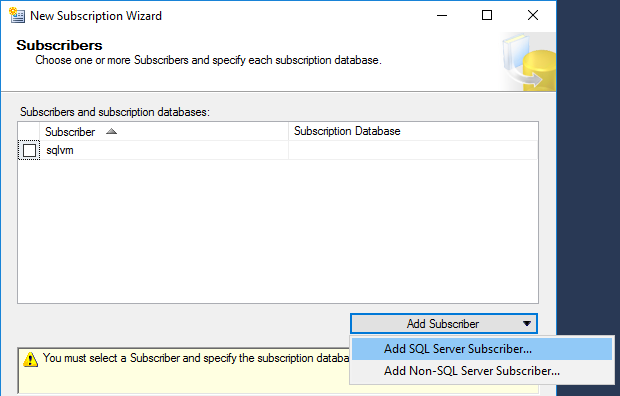 New Subscription Wizard
Subscribers
Choose one or more Subscribers and specify each subscription database.
Subscribers and subscription databases:
Subscriber Subscription Database
sqlvm
Add Subscriber
Add SQL Server Subscriber...
You must select a Subscriber and specify the subscription databa
Add Non-SQL Server Subscriber...